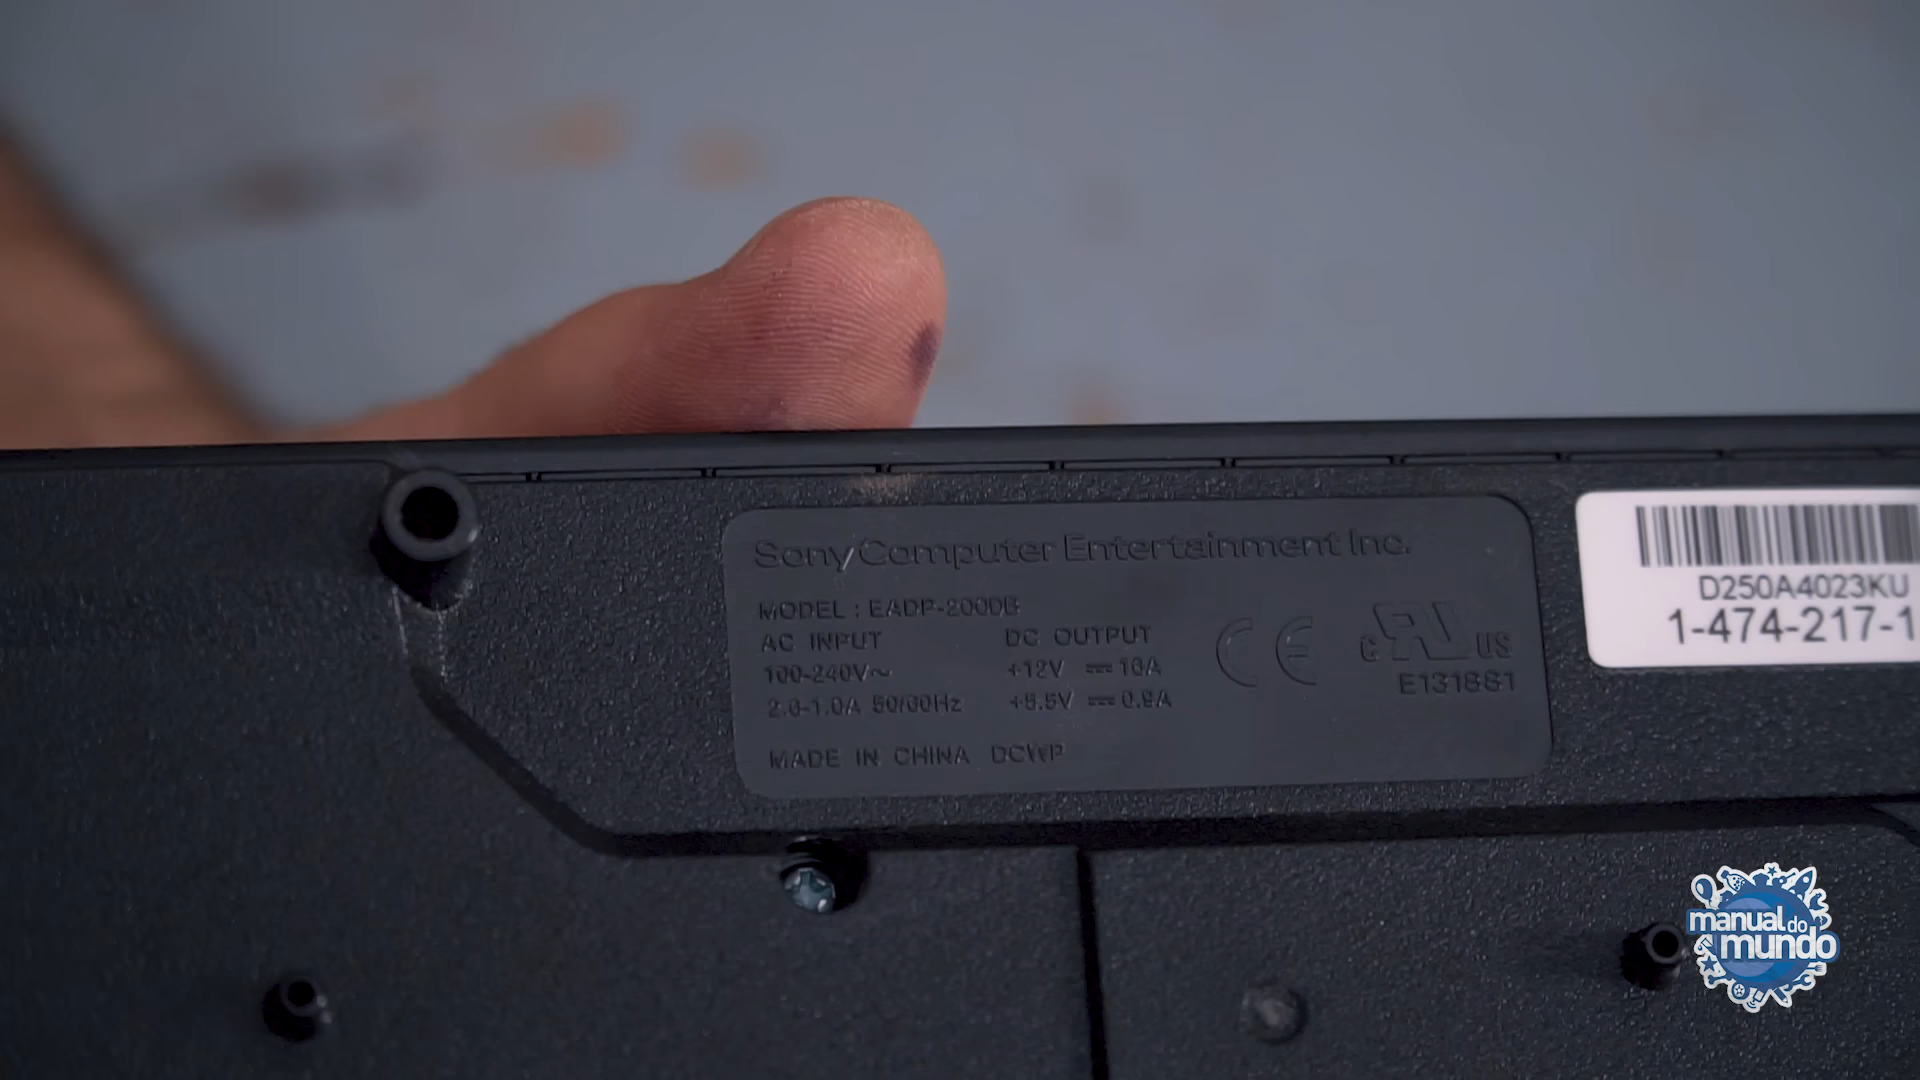 Sony Computer Entertainment Inc.
MODEL : EADP-200DB
AC INPUT
100-240V~
2.0-1.0A 50/60Hz
DC OUTPUT
+12V ⎓ 16A
+5.5V ⎓ 0.9A
MADE IN CHINA DCWP
CE
c RU US
E131881
D250A4023KU
1-474-217-1
manual do
mundo